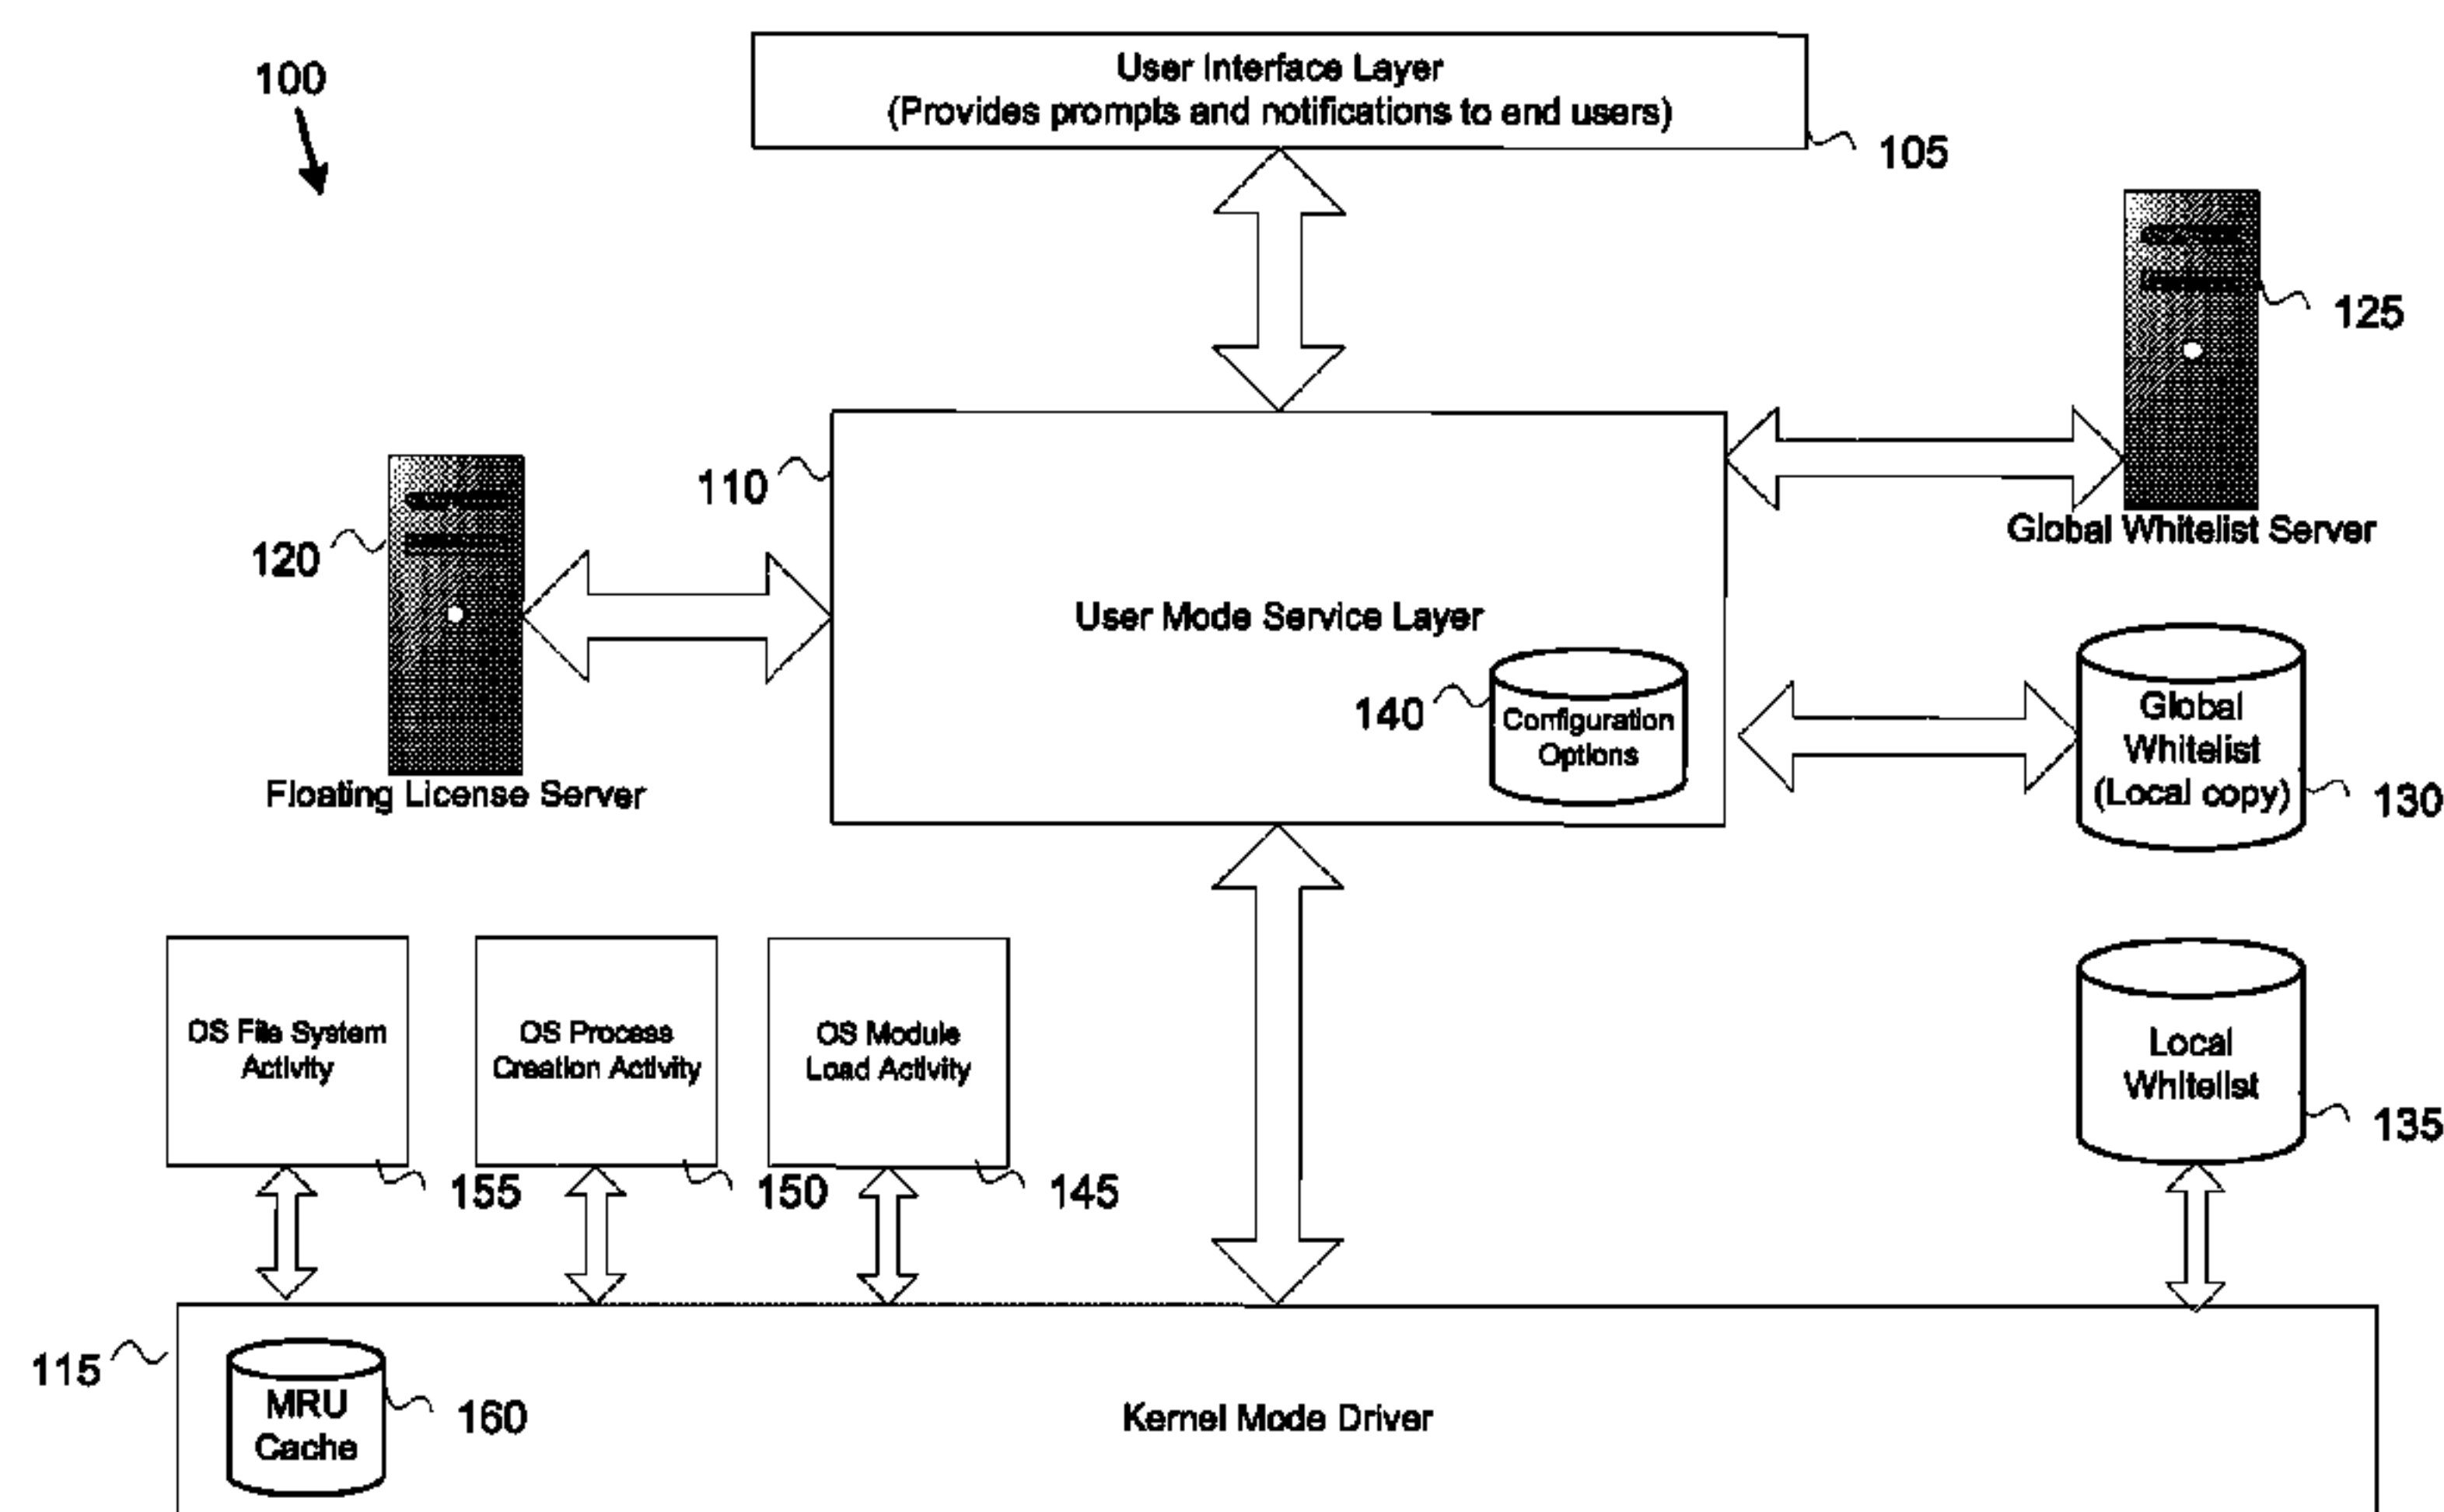 100
User Interface Layer
(Provides prompts and notifications to end users)
105
125
Global Whitelist Server
110
120
Floating License Server
User Mode Service Layer
140
Configuration
Options
Global
Whitelist
(Local copy)
130
OS File System
Activity
155
OS Process
Creation Activity
150
OS Module
Load Activity
145
Local
Whitelist
135
115
MRU
Cache
160
Kernel Mode Driver